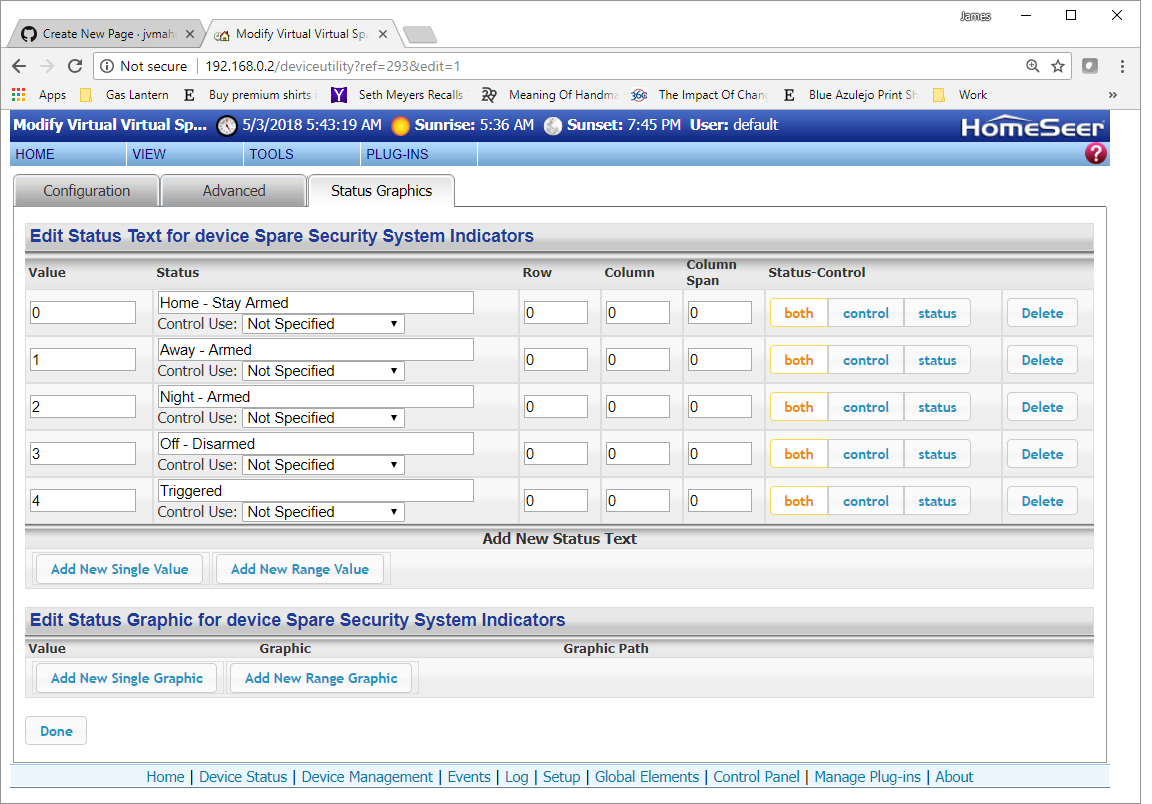 James
Create New Page · jvmah
Modify Virtual Virtual Sp
Not secure 192.168.0.2/deviceutility?ref=293&edit=1
Apps Gas Lantern E Buy premium shirts Y Seth Meyers Recalls Meaning Of Handma The Impact Of Chang E Blue Azulejo Print Sh Work »
Modify Virtual Virtual Sp... 5/3/2018 5:43:19 AM Sunrise: 5:36 AM Sunset: 7:45 PM User: default HomeSeer
HOME VIEW TOOLS PLUG-INS ?
Configuration Advanced Status Graphics
Edit Status Text for device Spare Security System Indicators
Value Status Row Column Column Span Status-Control
0 Home - Stay Armed 0 0 0 both control status Delete
Control Use: Not Specified
1 Away - Armed 0 0 0 both control status Delete
Control Use: Not Specified
2 Night - Armed 0 0 0 both control status Delete
Control Use: Not Specified
3 Off - Disarmed 0 0 0 both control status Delete
Control Use: Not Specified
4 Triggered 0 0 0 both control status Delete
Control Use: Not Specified
Add New Status Text
Add New Single Value Add New Range Value
Edit Status Graphic for device Spare Security System Indicators
Value Graphic Graphic Path
Add New Single Graphic Add New Range Graphic
Done
Home | Device Status | Device Management | Events | Log | Setup | Global Elements | Control Panel | Manage Plug-ins | About